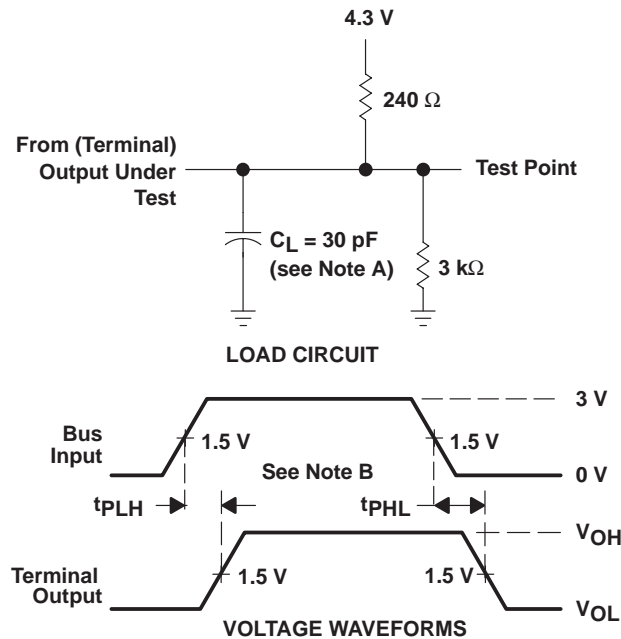 4.3 V
240 Ω
From (Terminal)
Output Under
Test
Test Point
CL = 30 pF
(see Note A)
3 kΩ
LOAD CIRCUIT
3 V
Bus
Input
1.5 V
1.5 V
See Note B
0 V
tPLH
tPHL
VOH
Terminal
Output
1.5 V
1.5 V
VOL
VOLTAGE WAVEFORMS